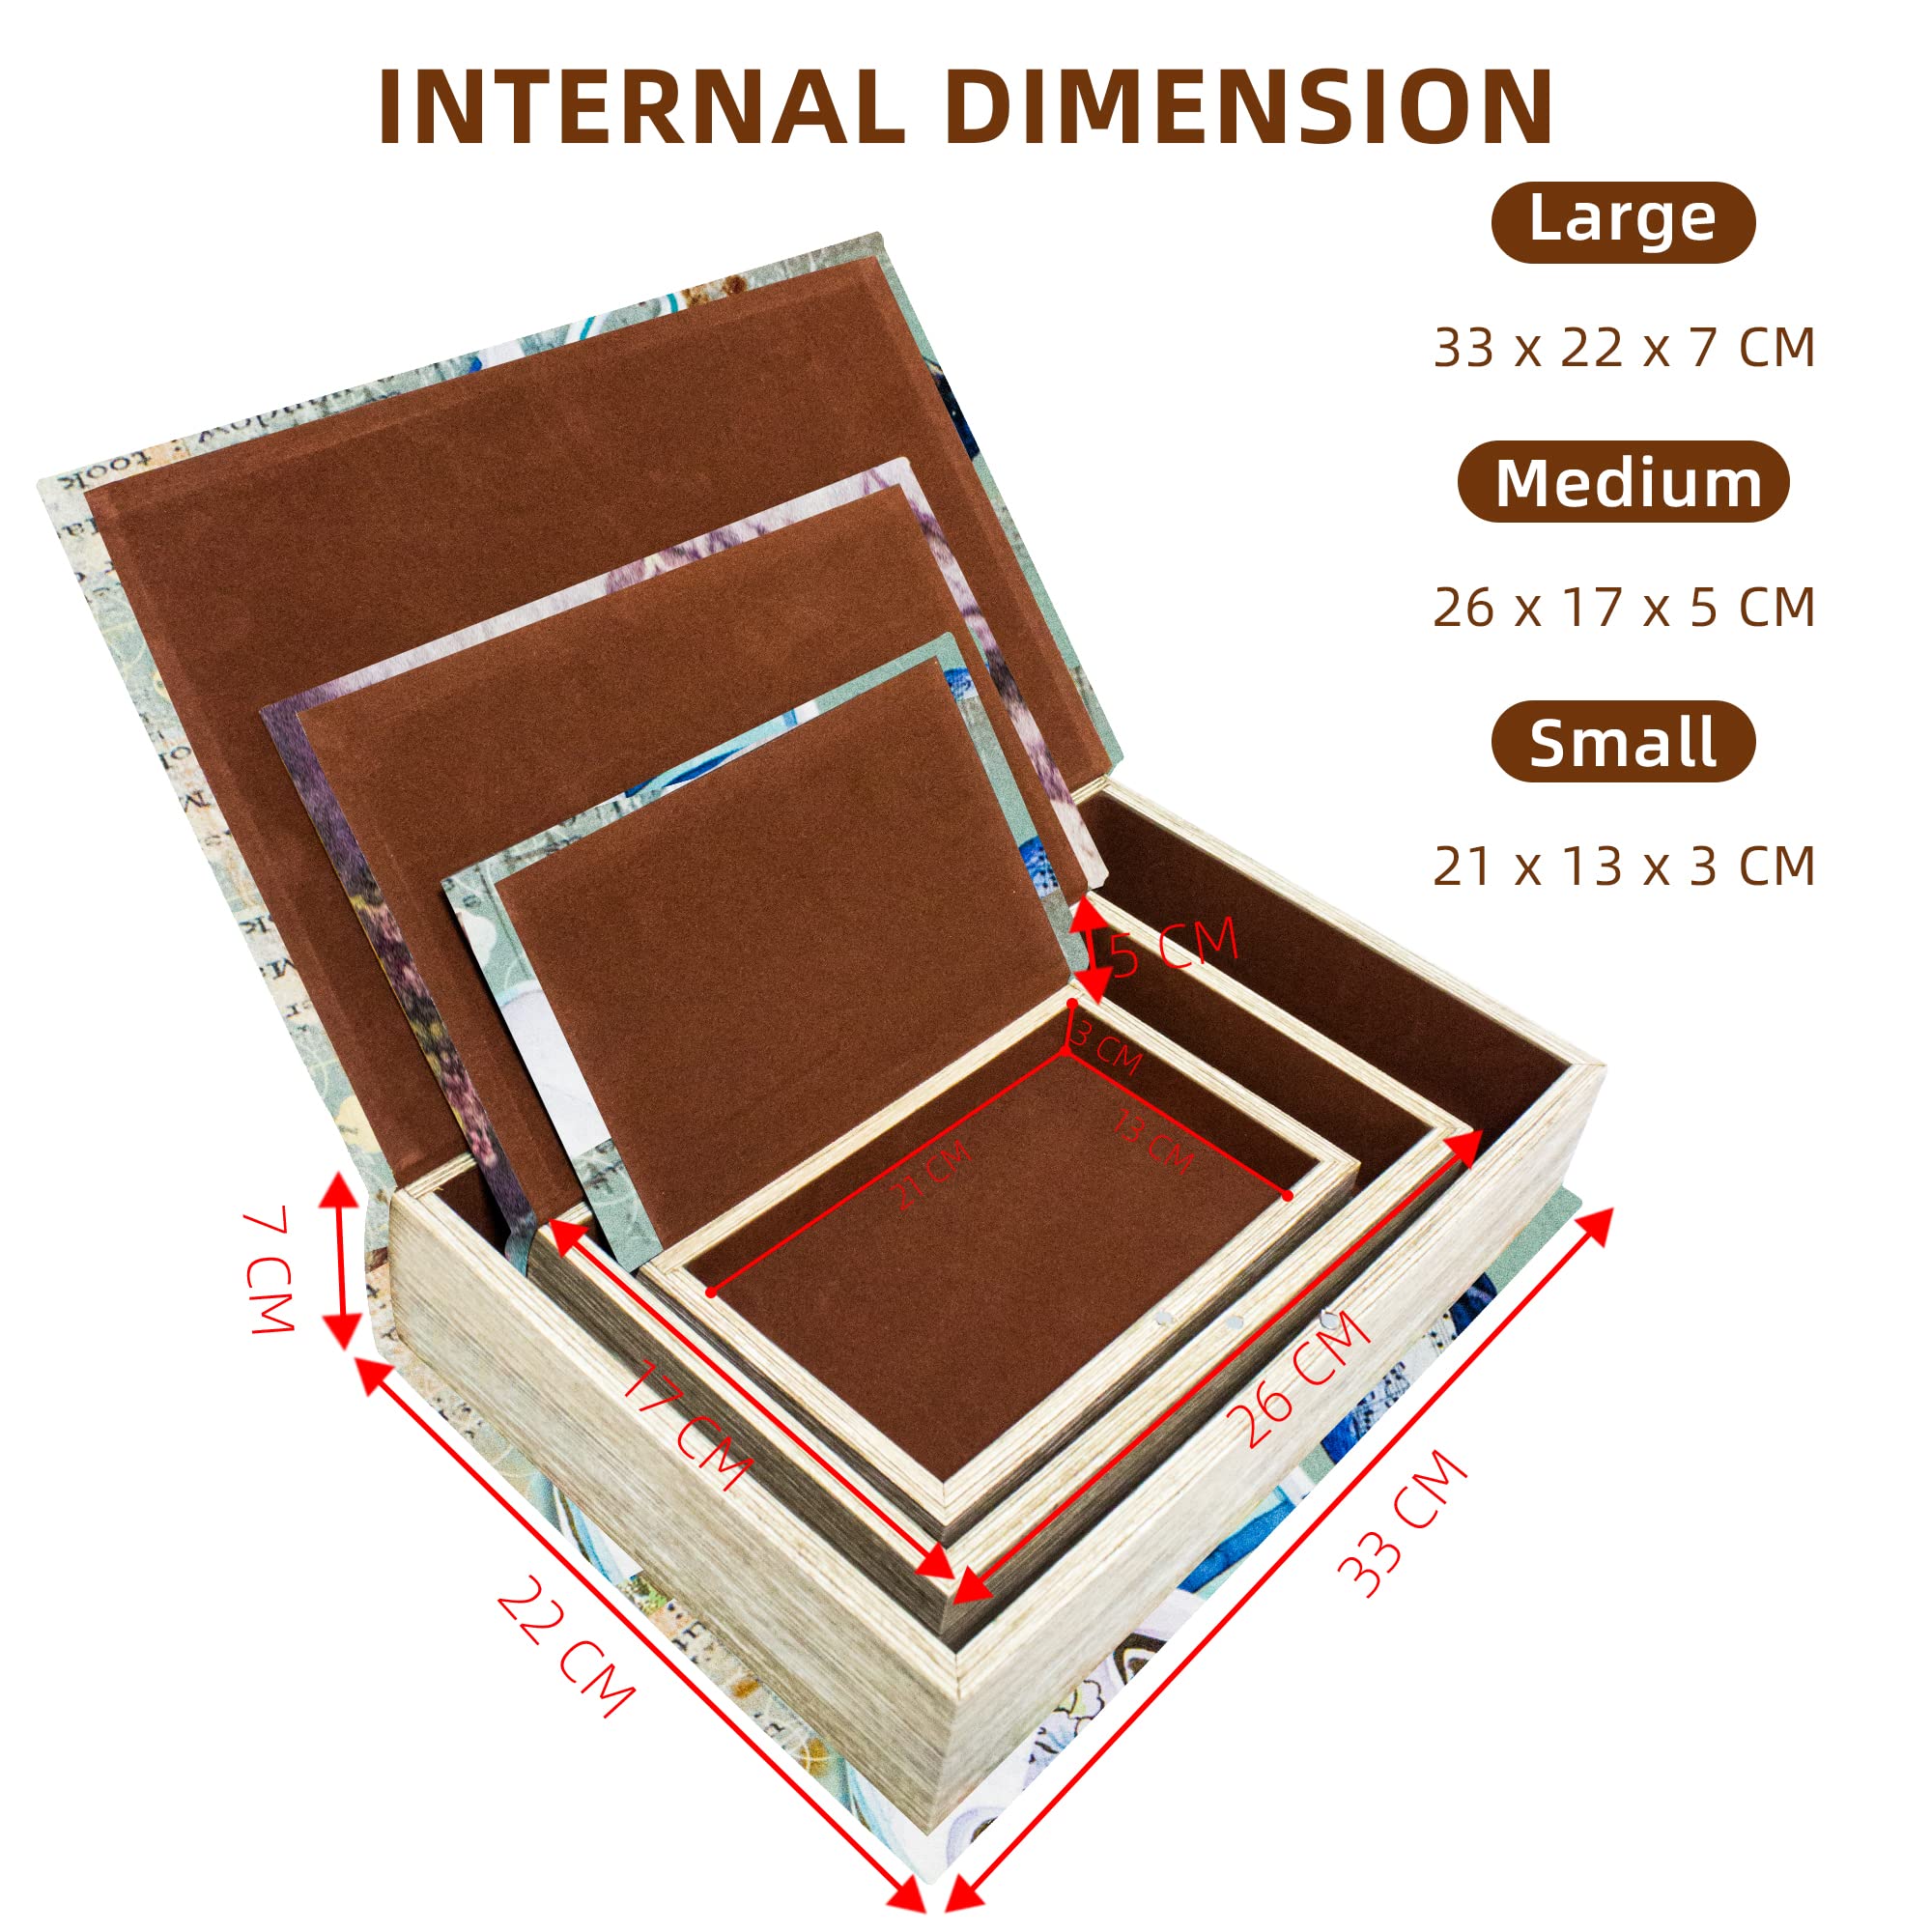 INTERNAL DIMENSION
Large
33 x 22 x 7 CM
Medium
26 x 17 x 5 CM
Small
21 x 13 x 3 CM
took
5 CM
3 CM
13 CM
21 CM
7 CM
17 CM
26 CM
22 CM
33 CM